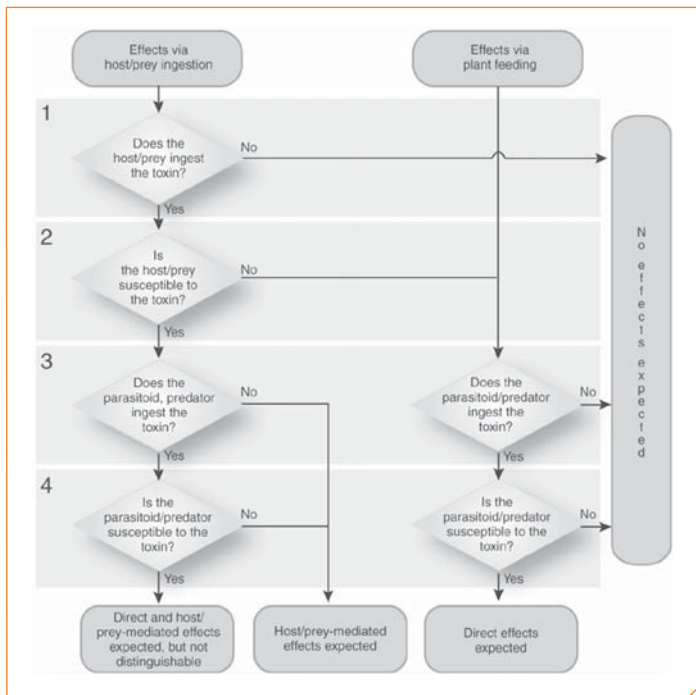 Effects via
host/prey ingestion
Effects via
plant feeding
1
Does the
host/prey ingest
the toxin?
No
Yes
2
Is
the host/prey
susceptible to
the toxin?
No
Yes
3
Does the
parasitoid, predator
ingest the
toxin?
No
Yes
Does the
parasitoid/predator
ingest the
toxin?
No
Yes
4
Is the
parasitoid/predator
susceptible to the
toxin?
No
Yes
Is the
parasitoid/predator
susceptible to the
toxin?
No
Yes
No effects expected
Direct and host/
prey-mediated effects
expected, but not
distinguishable
Host/prey-mediated
effects expected
Direct effects
expected